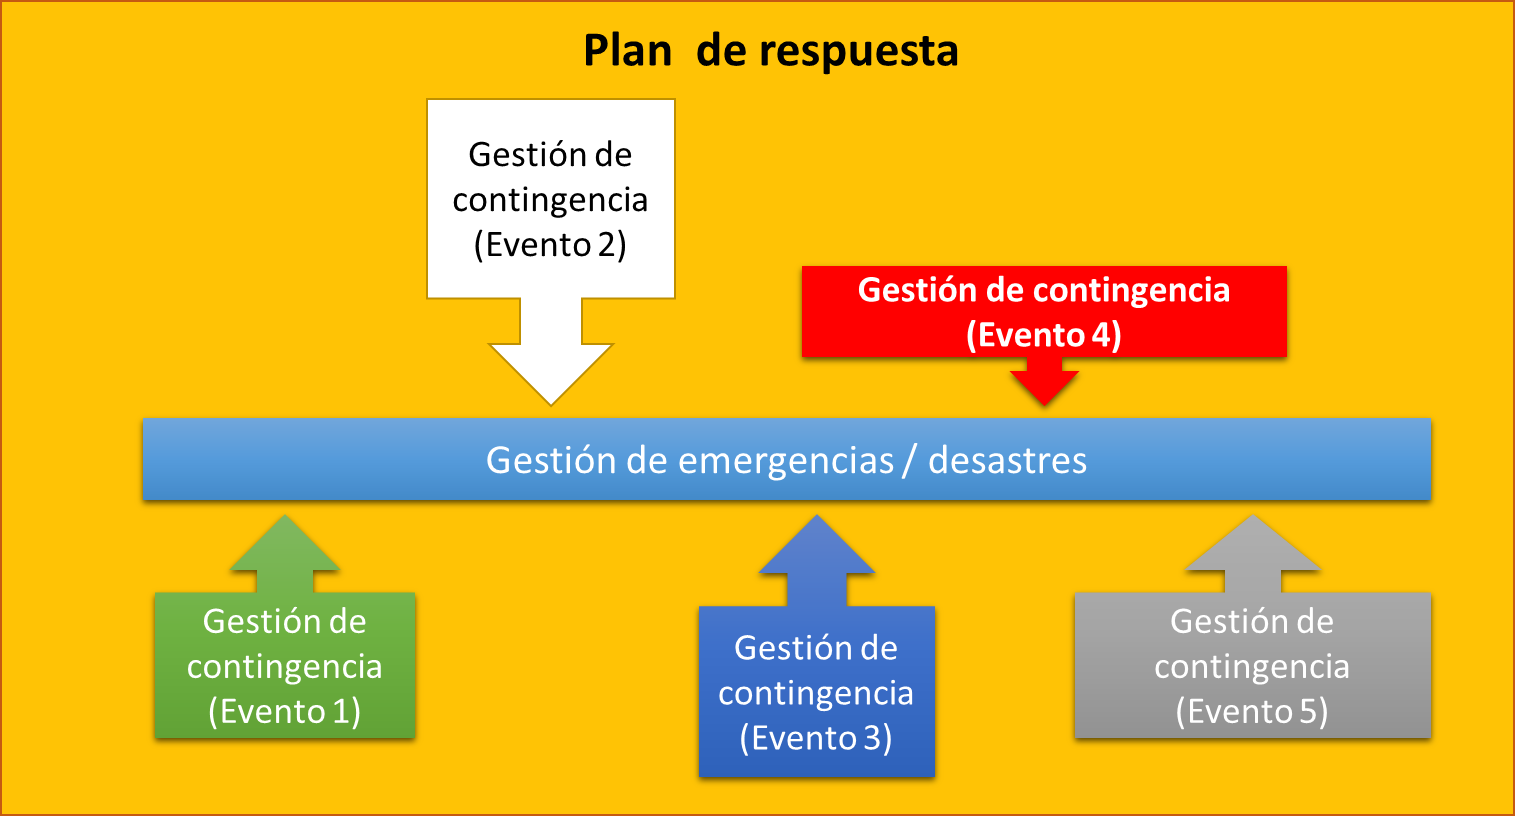 Plan  de respuesta
Gestión de
contingencia
(Evento 2)
Gestión de contingencia
(Evento 4)
Gestión de emergencias / desastres
Gestión de
contingencia
(Evento 1)
Gestión de
contingencia
(Evento 3)
Gestión de
contingencia
(Evento 5)